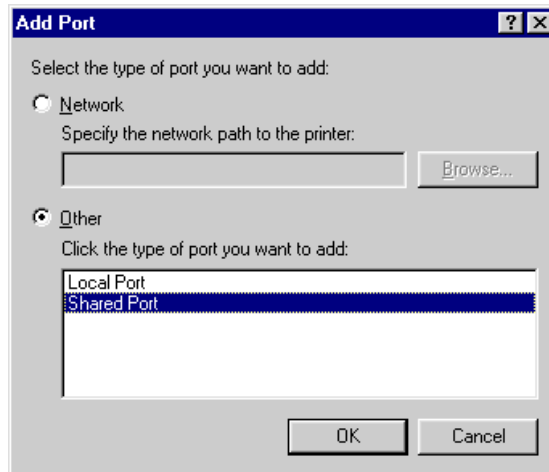 Add Port
Select the type of port you want to add:
Network
Specify the network path to the printer:
Browse...
Other
Click the type of port you want to add:
Local Port
Shared Port
OK Cancel